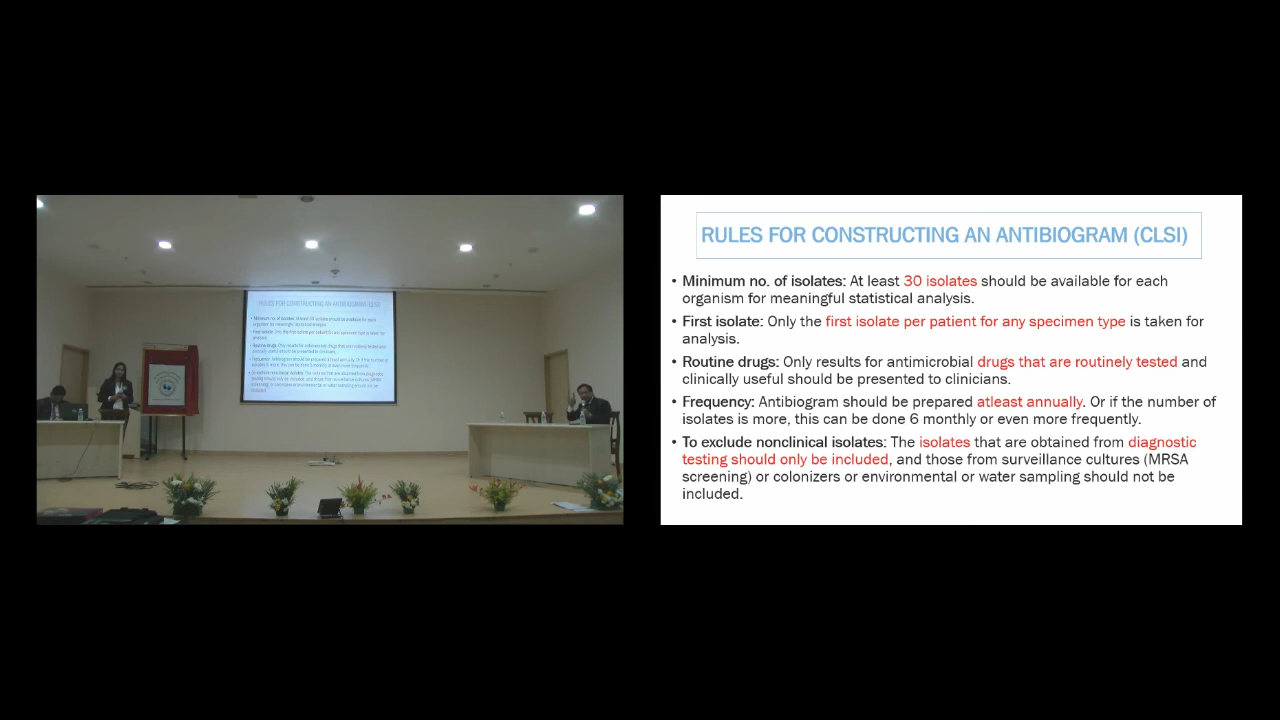 RULES FOR CONSTRUCTING AN ANTIBIOGRAM (CLSI)
• Minimum no. of isolates: At least 30 isolates should be available for each
organism for meaningful statistical analysis.
• First isolate: Only the first isolate per patient for any specimen type is taken for
analysis.
• Routine drugs: Only results for antimicrobial drugs that are routinely tested and
clinically useful should be presented to clinicians.
• Frequency: Antibiogram should be prepared atleast annually. Or if the number of
isolates is more, this can be done 6 monthly or even more frequently.
• To exclude nonclinical isolates: The isolates that are obtained from diagnostic
testing should only be included, and those from surveillance cultures (MRSA
screening) or colonizers or environmental or water sampling should not be
included.